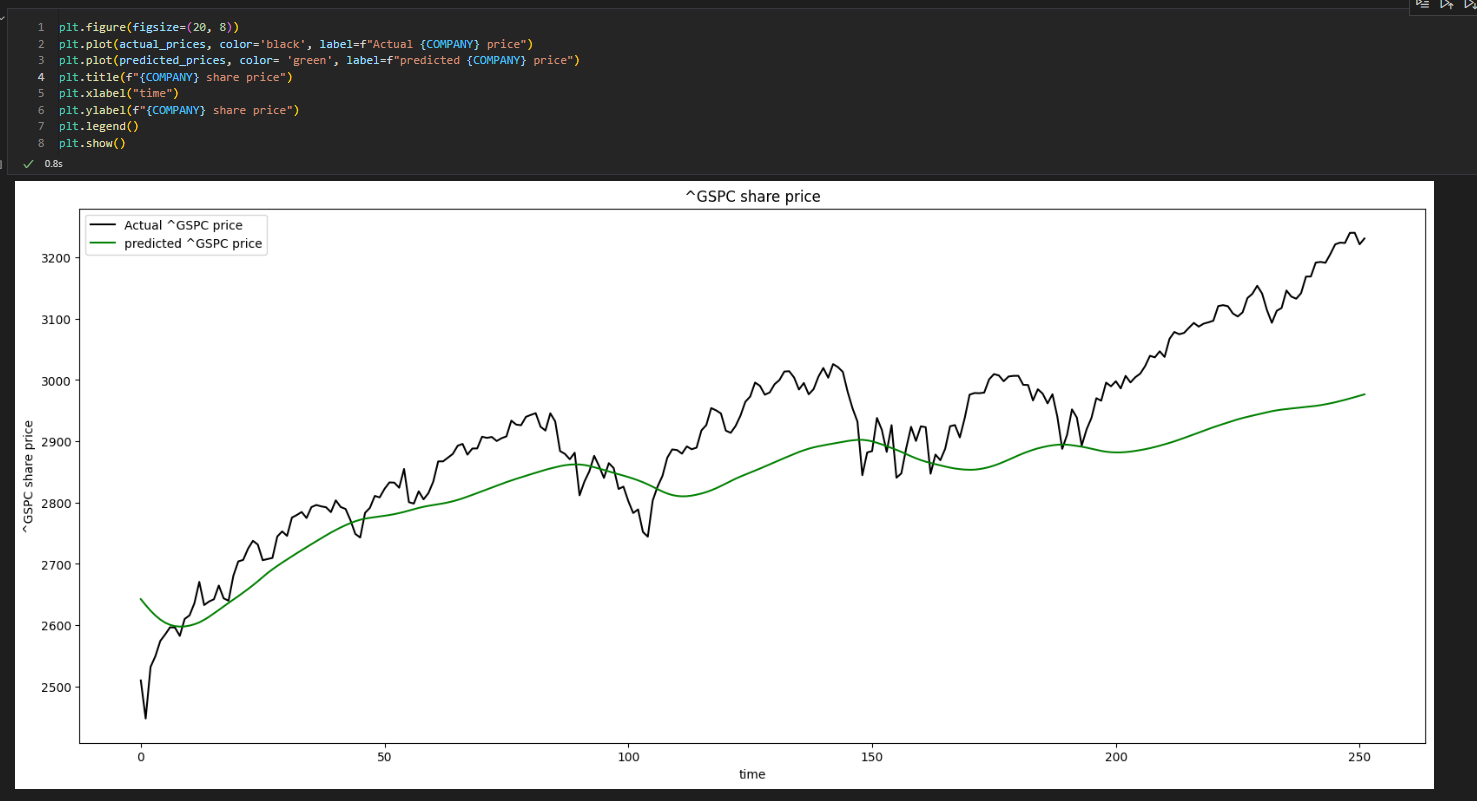 1 plt.figure(figsize=(20, 8))
2 plt.plot(actual_prices, color='black', label=f"Actual {COMPANY} price")
3 plt.plot(predicted_prices, color= 'green', label=f"predicted {COMPANY} price")
4 plt.title(f"{COMPANY} share price")
5 plt.xlabel("time")
6 plt.ylabel(f"{COMPANY} share price")
7 plt.legend()
8 plt.show()
0.8s
^GSPC share price
Actual ^GSPC price
predicted ^GSPC price
^GSPC share price
3200
3100
3000
2900
2800
2700
2600
2500
0 50 100 150 200 250
time